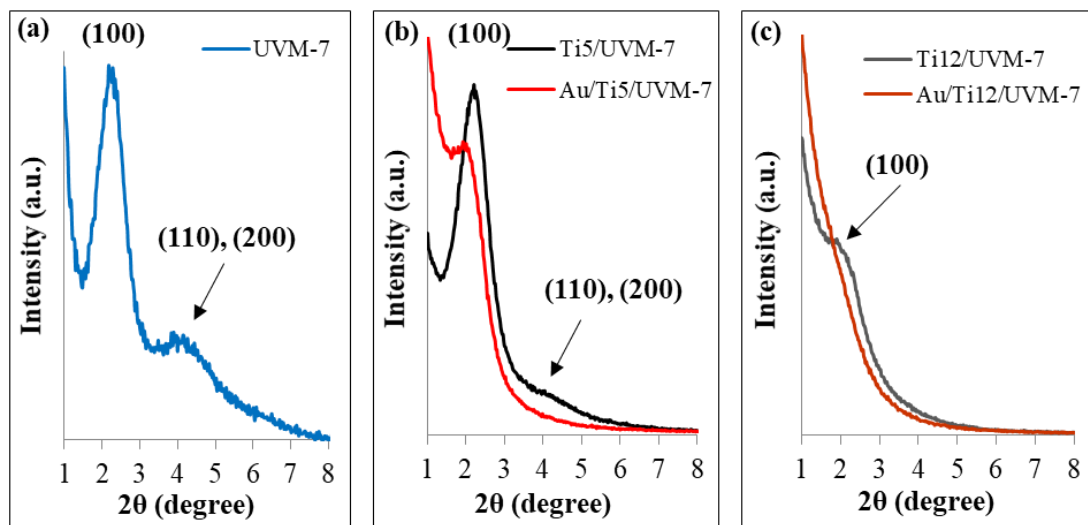 (a)
(100)
UVM-7
(110), (200)
Intensity (a.u.)
1 2 3 4 5 6 7 8
2θ (degree)
(b)
(100)
Ti5/UVM-7
Au/Ti5/UVM-7
(110), (200)
Intensity (a.u.)
1 2 3 4 5 6 7 8
2θ (degree)
(c)
Ti12/UVM-7
Au/Ti12/UVM-7
(100)
Intensity (a.u.)
1 2 3 4 5 6 7 8
2θ (degree)